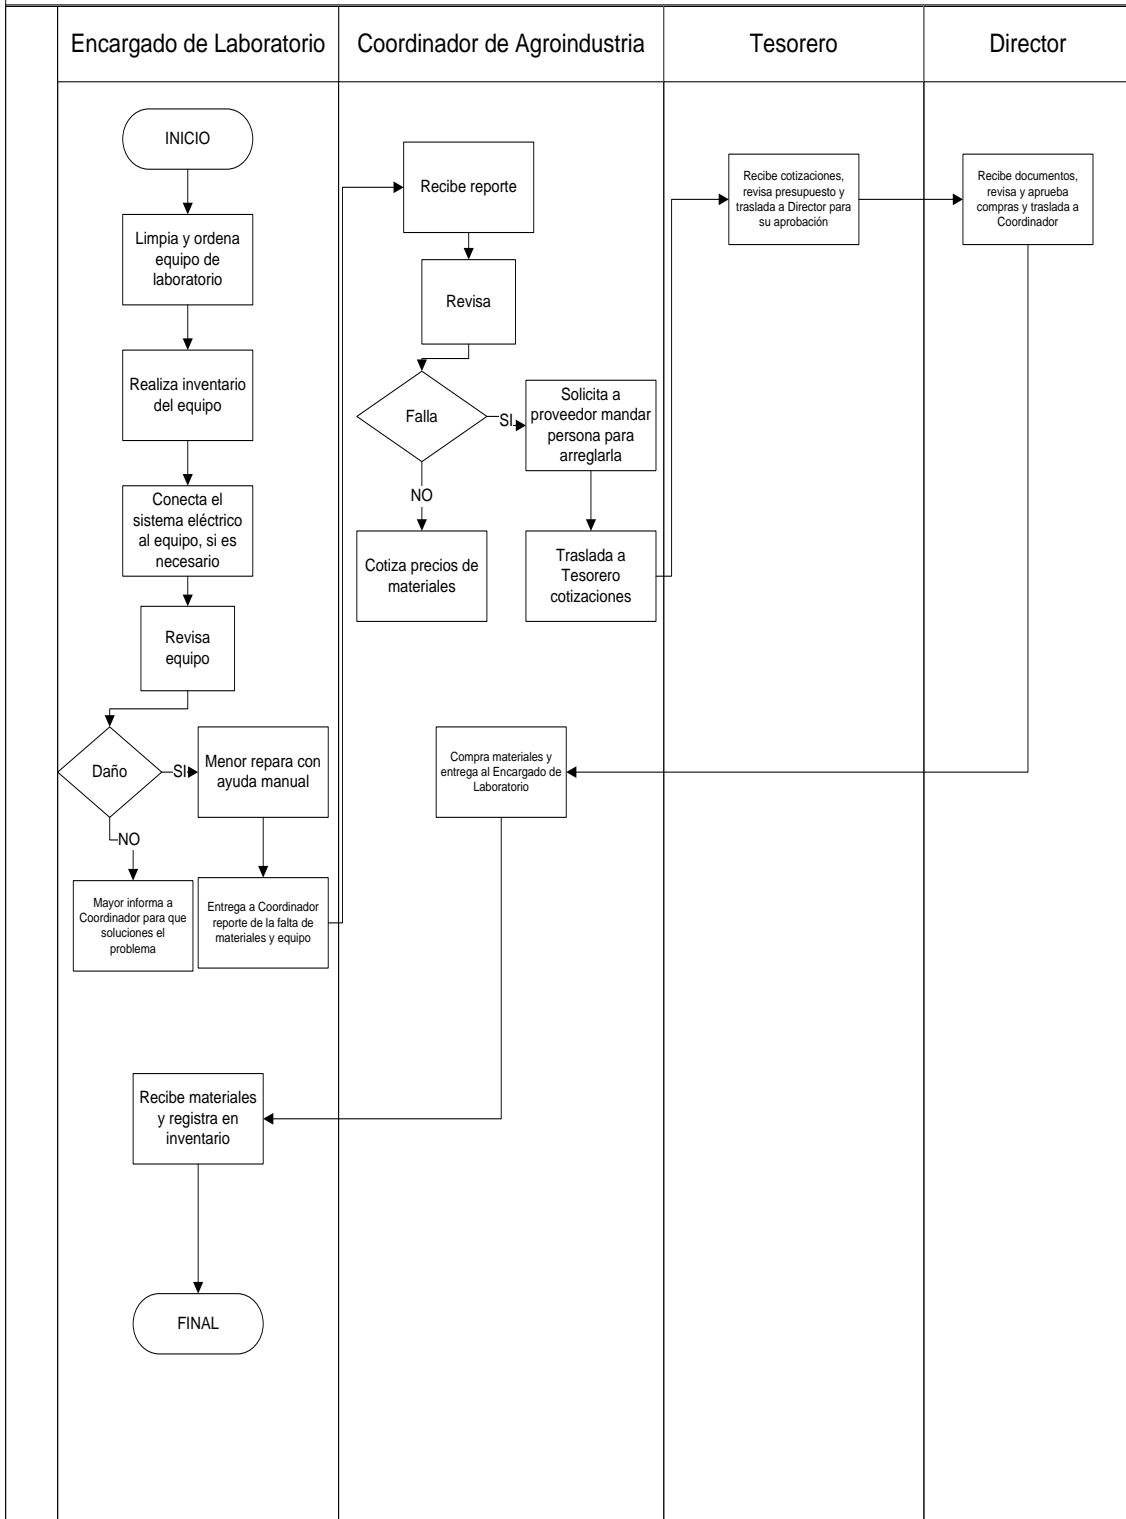 Encargado de Laboratorio
Coordinador de Agroindustria
Tesorero
Director
INICIO
Limpia y ordena
equipo de
laboratorio
Realiza inventario
del equipo
Conecta el
sistema eléctrico
al equipo, si es
necesario
Revisa
equipo
Daño
SI
Menor repara con
ayuda manual
NO
Mayor informa a
Coordinador para que
soluciones el
problema
Entrega a Coordinador
reporte de la falta de
materiales y equipo
Recibe reporte
Revisa
Falla
SI
Solicita a
proveedor mandar
persona para
arreglarla
NO
Cotiza precios de
materiales
Traslada a
Tesorero
cotizaciones
Recibe cotizaciones,
revisa presupuesto y
traslada a Director para
su aprobación
Recibe documentos,
revisa y aprueba
compras y traslada a
Coordinador
Compra materiales y
entrega al Encargado de
Laboratorio
Recibe materiales
y registra en
inventario
FINAL